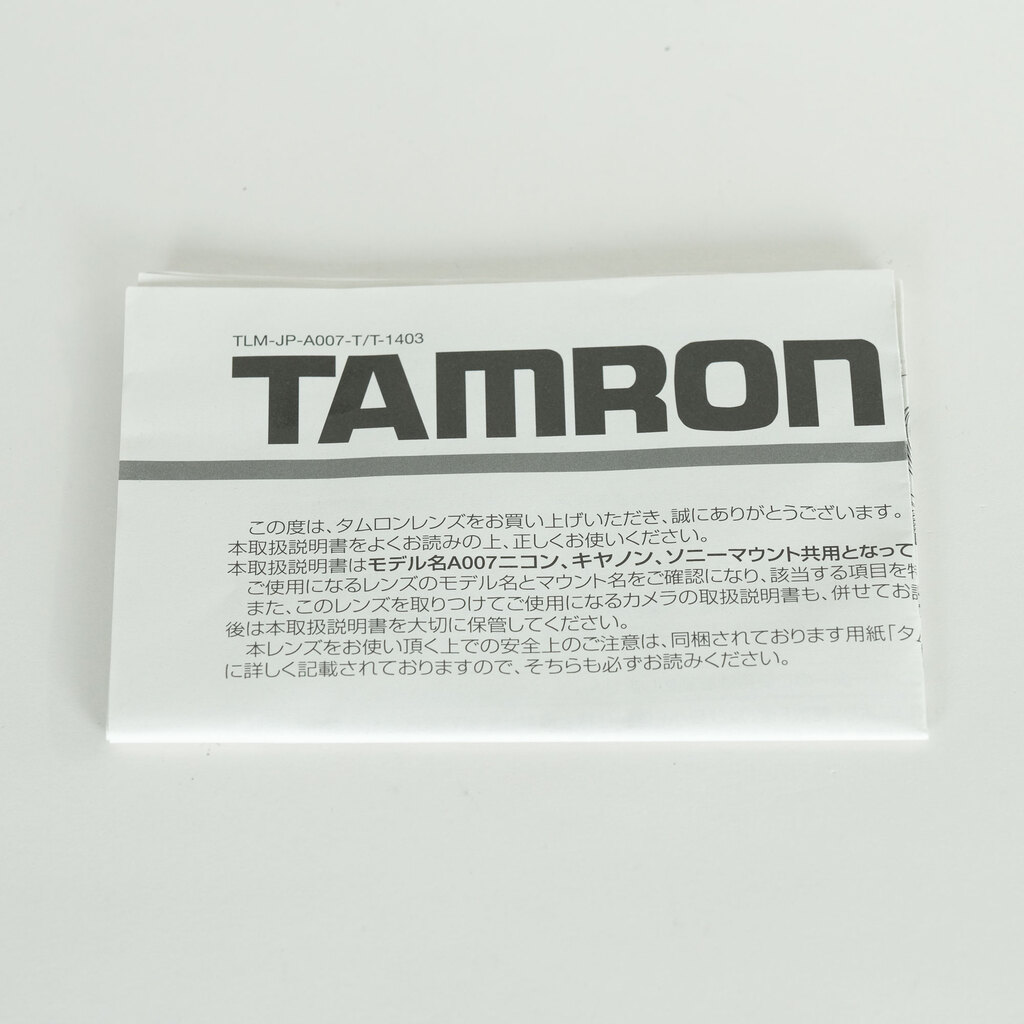 TLM-JP-A007-T/T-1403
TAMRON
この度は、タムロンレンズをお買い上げいただき、誠にありがとうございます。
本取扱説明書をよくお読みの上、正しくお使いください。
本取扱説明書はモデル名A007ニコン、キヤノン、ソニーマウント共用となって
ご使用になるレンズのモデル名とマウント名をご確認になり、該当する項目を
また、このレンズを取りつけてご使用になるカメラの取扱説明書も、併せてお
後は本取扱説明書を大切に保管してください。
本レンズをお使い頂く上での安全上のご注意は、同梱されております用紙「タ
に詳しく記載されておりますので、そちらも必ずお読みください。